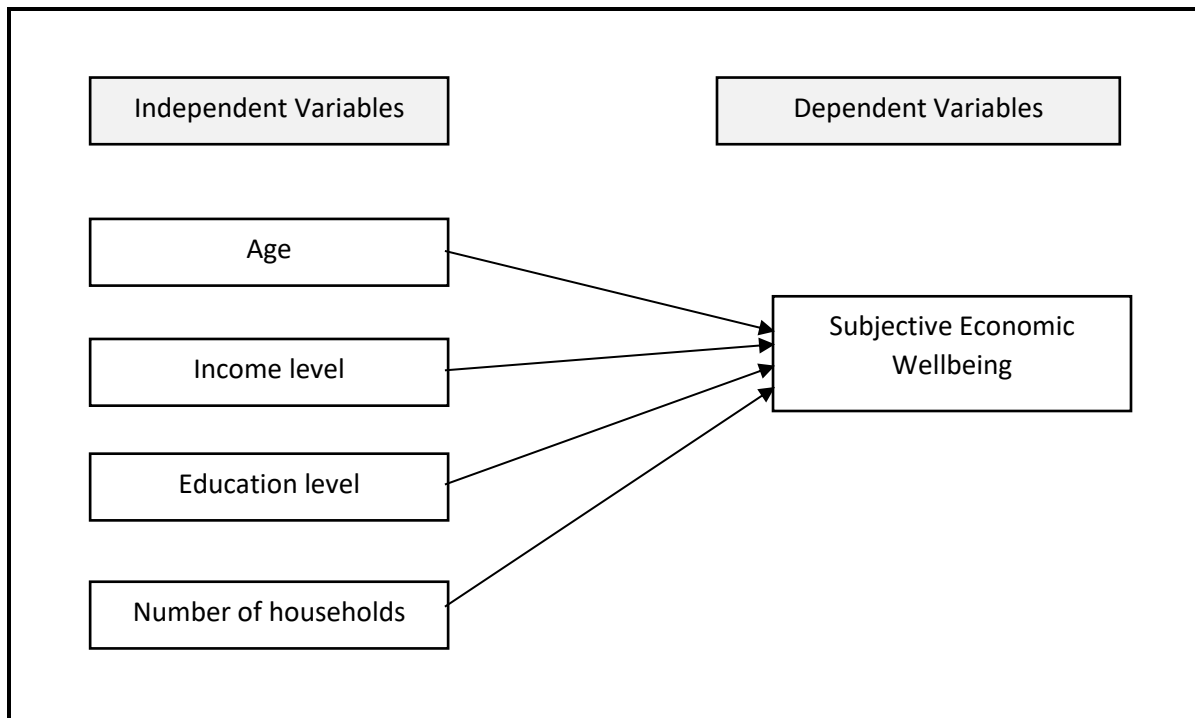 Independent Variables
Dependent Variables
Age
Income level
Education level
Number of households
Subjective Economic
Wellbeing